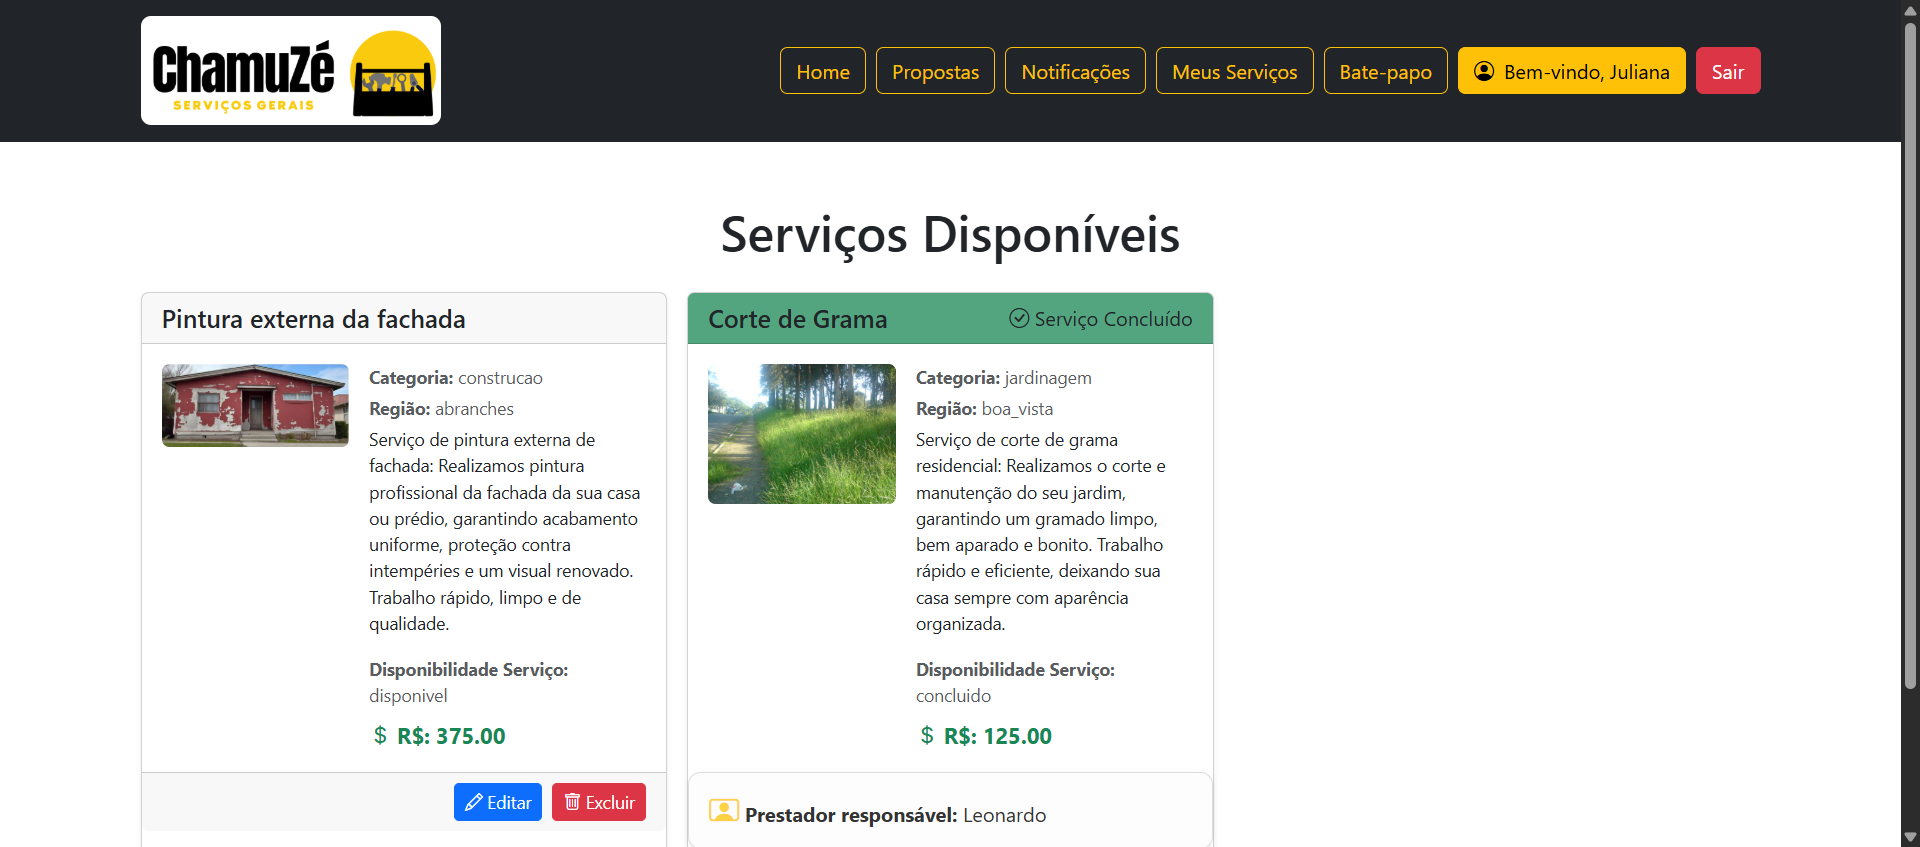 ChamuZé
SERVIÇOS GERAIS
Home
Propostas
Notificações
Meus Serviços
Bate-papo
Bem-vindo, Juliana
Sair
Serviços Disponíveis
Pintura externa da fachada
Categoria: construcao
Região: abranches
Serviço de pintura externa de
fachada: Realizamos pintura
profissional da fachada da sua casa
ou prédio, garantindo acabamento
uniforme, proteção contra
intempéries e um visual renovado.
Trabalho rápido, limpo e de
qualidade.
Disponibilidade Serviço:
disponivel
$ R$: 375.00
Editar
Excluir
Corte de Grama
Serviço Concluído
Categoria: jardinagem
Região: boa_vista
Serviço de corte de grama
residencial: Realizamos o corte e
manutenção do seu jardim,
garantindo um gramado limpo,
bem aparado e bonito. Trabalho
rápido e eficiente, deixando sua
casa sempre com aparência
organizada.
Disponibilidade Serviço:
concluido
$ R$: 125.00
Prestador responsável: Leonardo